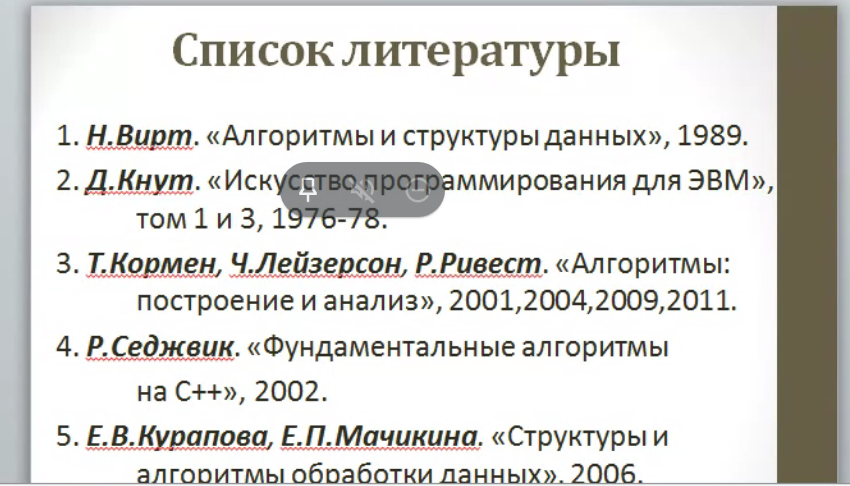 Список литературы
1. Н.Вирт. «Алгоритмы и структуры данных», 1989.
2. Д.Кнут. «Искусство программирования для ЭВМ»,
том 1 и 3, 1976-78.
3. Т.Кормен, Ч.Лейзерсон, Р.Ривест. «Алгоритмы:
построение и анализ», 2001,2004,2009,2011.
4. Р.Седжвик. «Фундаментальные алгоритмы
на С++», 2002.
5. Е.В.Курапова, Е.П.Мачикина. «Структуры и
алгоритмы обработки данных», 2006.